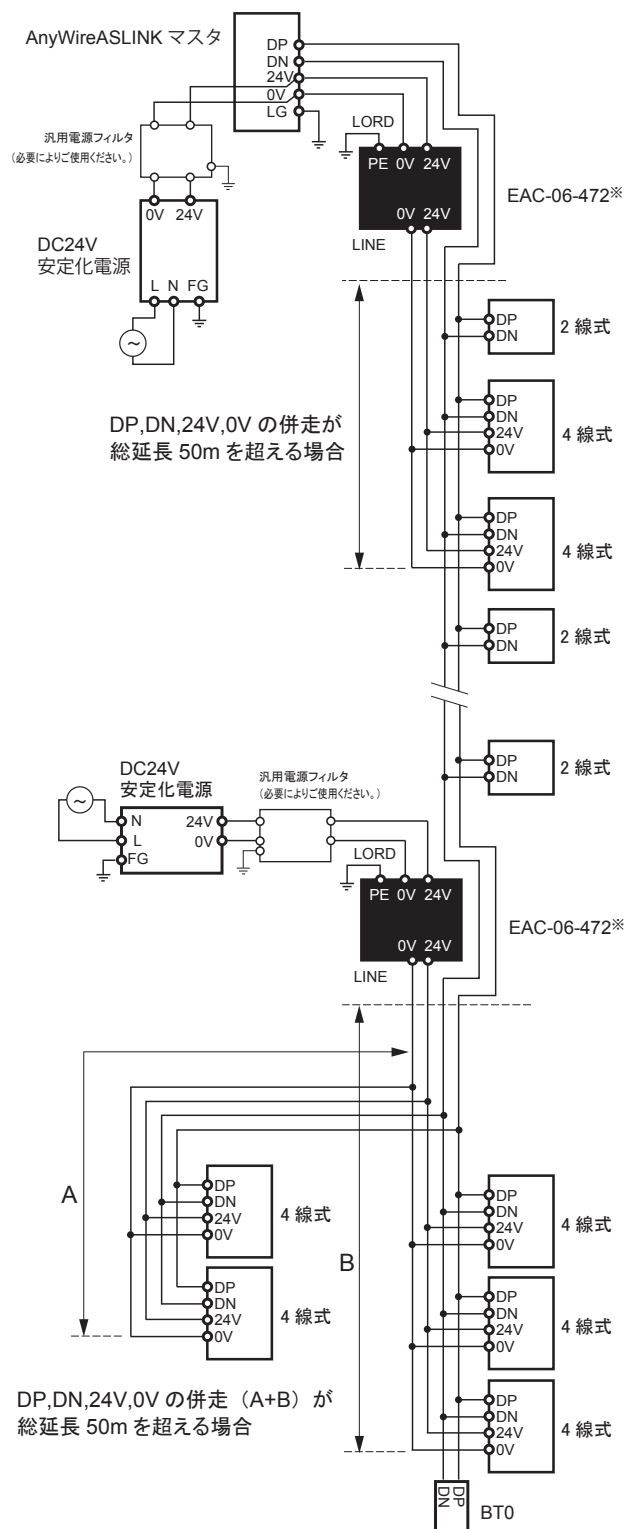 AnyWireASLINK マスタ
DP
DN
24V
0V
LG
汎用電源フィルタ
(必要によりご使用ください。)
0V 24V
DC24V
安定化電源
L N FG
LORD
PE 0V 24V
0V 24V
LINE
EAC-06-472※
DP
DN
2 線式
DP,DN,24V,0V の併走が
総延長 50m を超える場合
DP
DN
24V
0V
4 線式
DP
DN
24V
0V
4 線式
DP
DN
2 線式
DP
DN
2 線式
DC24V
安定化電源
N
L
FG
24V
0V
汎用電源フィルタ
(必要によりご使用ください。)
LORD
PE 0V 24V
0V 24V
LINE
EAC-06-472※
A
B
DP
DN
24V
0V
4 線式
DP
DN
24V
0V
4 線式
DP
DN
24V
0V
4 線式
DP
DN
24V
0V
4 線式
DP
DN
24V
0V
4 線式
DP,DN,24V,0V の併走（A+B）が
総延長 50m を超える場合
DP
DN
BT0